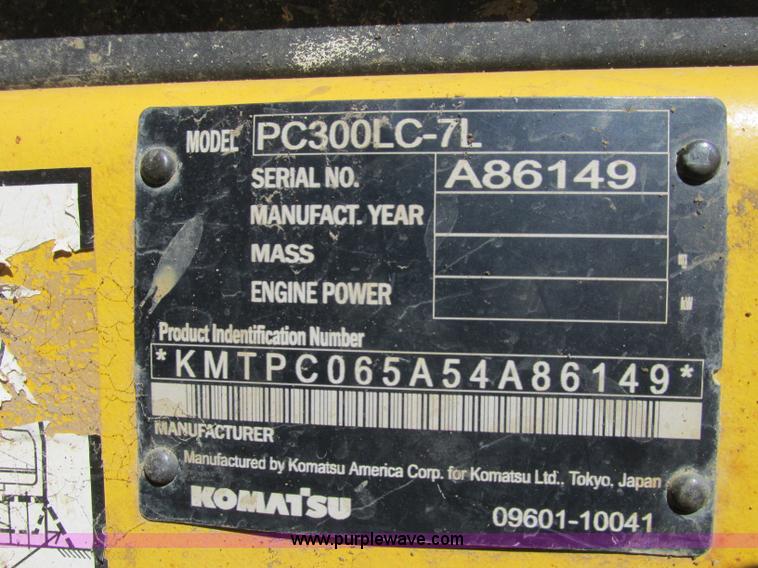 MODEL PC300LC-7L
SERIAL NO. A86149
MANUFACT. YEAR
MASS
ENGINE POWER kW
Product Indentification Number
*KMTPC065A54A86149*
MANUFACTURER
Manufactured by Komatsu America Corp. for Komatsu Ltd., Tokyo, Japan
KOMATSU 09601-10041
www.purplewave.com